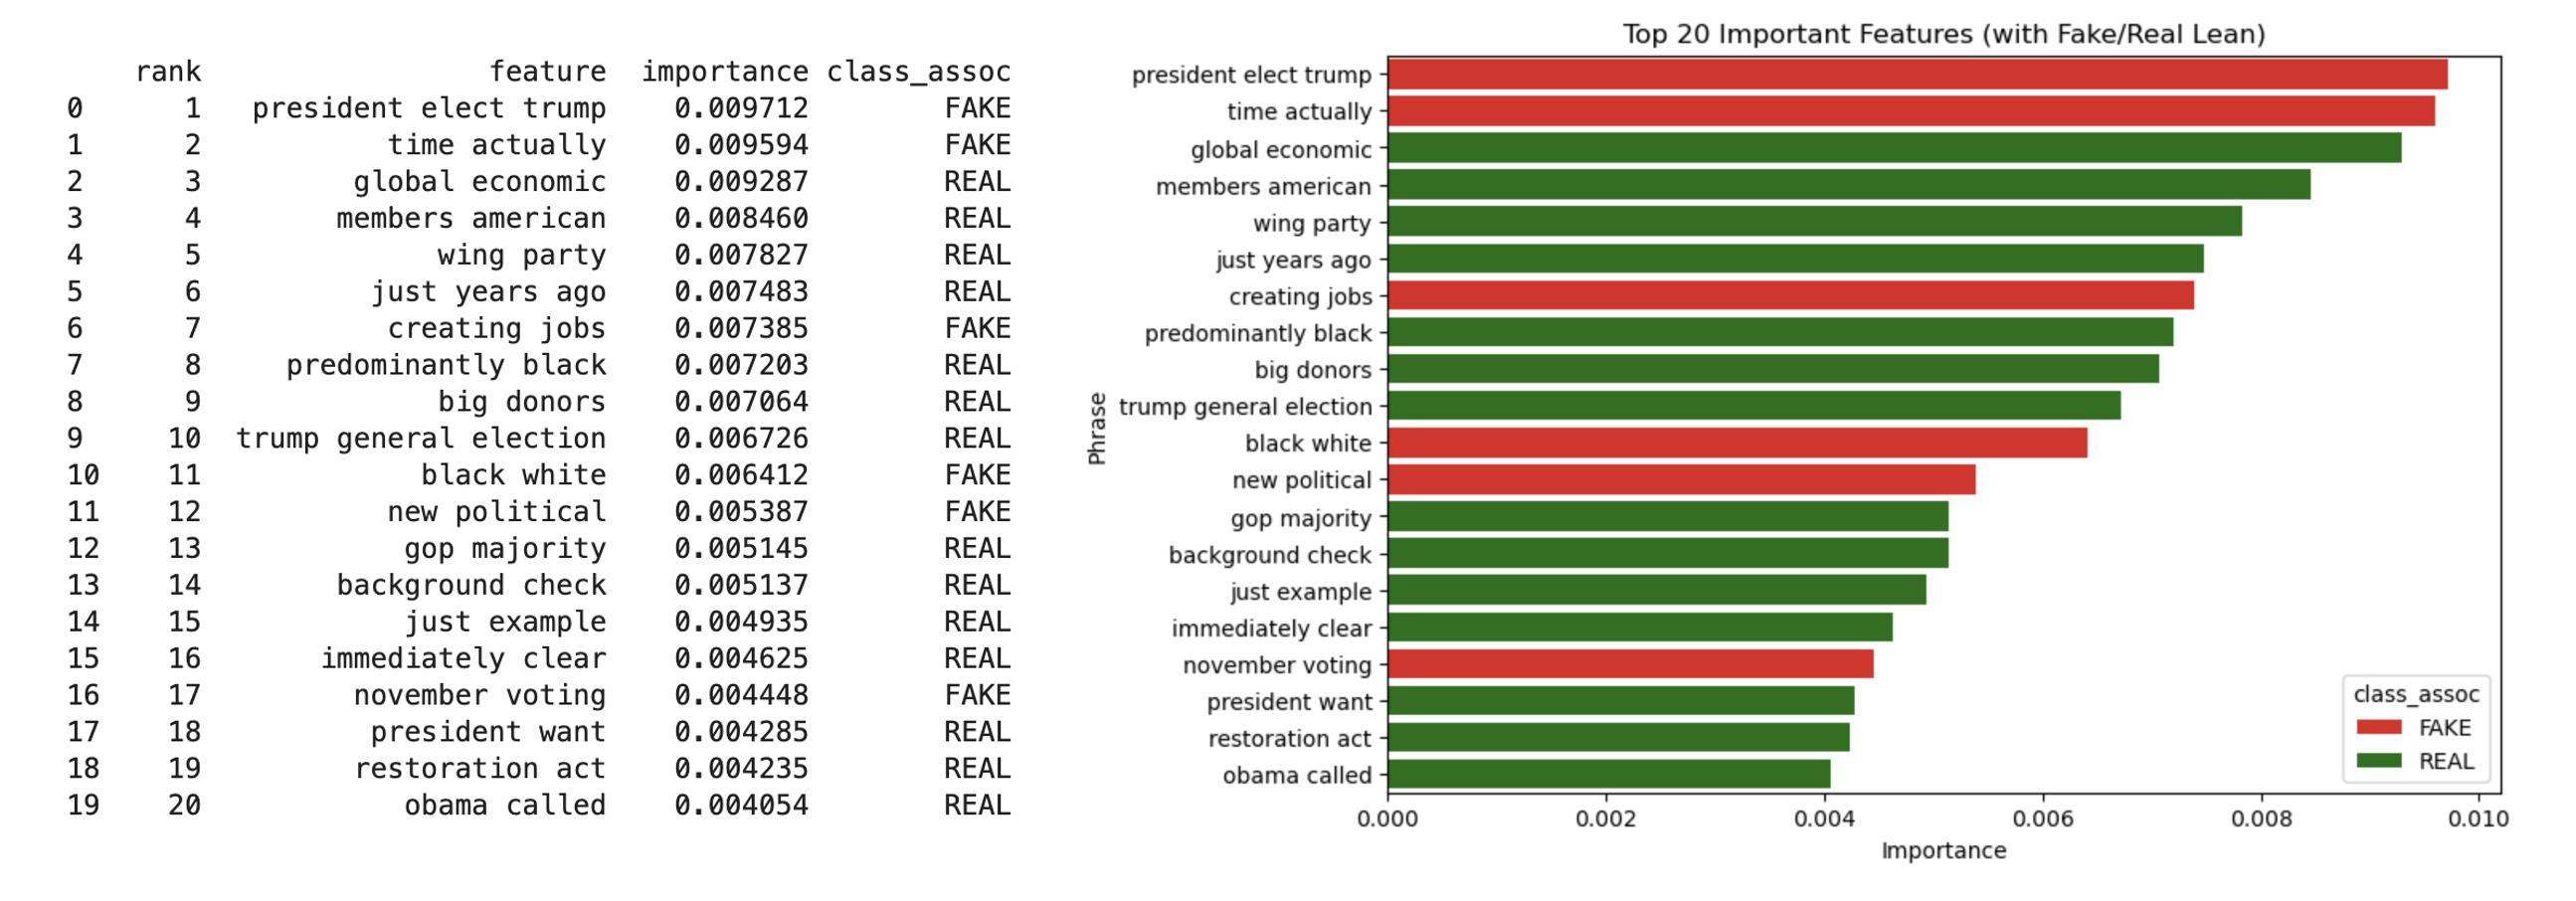 rank feature importance class_assoc
0 1 president elect trump 0.009712 FAKE
1 2 time actually 0.009594 FAKE
2 3 global economic 0.009287 REAL
3 4 members american 0.008460 REAL
4 5 wing party 0.007827 REAL
5 6 just years ago 0.007483 REAL
6 7 creating jobs 0.007385 FAKE
7 8 predominantly black 0.007203 REAL
8 9 big donors 0.007064 REAL
9 10 trump general election 0.006726 REAL
10 11 black white 0.006412 FAKE
11 12 new political 0.005387 FAKE
12 13 gop majority 0.005145 REAL
13 14 background check 0.005137 REAL
14 15 just example 0.004935 REAL
15 16 immediately clear 0.004625 REAL
16 17 november voting 0.004448 FAKE
17 18 president want 0.004285 REAL
18 19 restoration act 0.004235 REAL
19 20 obama called 0.004054 REAL
Top 20 Important Features (with Fake/Real Lean)
Phrase
president elect trump
time actually
global economic
members american
wing party
just years ago
creating jobs
predominantly black
big donors
trump general election
black white
new political
gop majority
background check
just example
immediately clear
november voting
president want
restoration act
obama called
class_assoc
FAKE
REAL
0.000 0.002 0.004 0.006 0.008 0.010
Importance